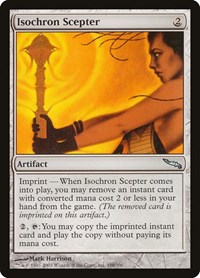 Isochron Scepter 2
Artifact
Imprint — When Isochron Scepter comes
into play, you may remove an instant card
with converted mana cost 2 or less in your
hand from the game. (The removed card
is imprinted on this artifact.)
2, : You may copy the imprinted instant
card and play the copy without paying its
mana cost.
Mark Harrison